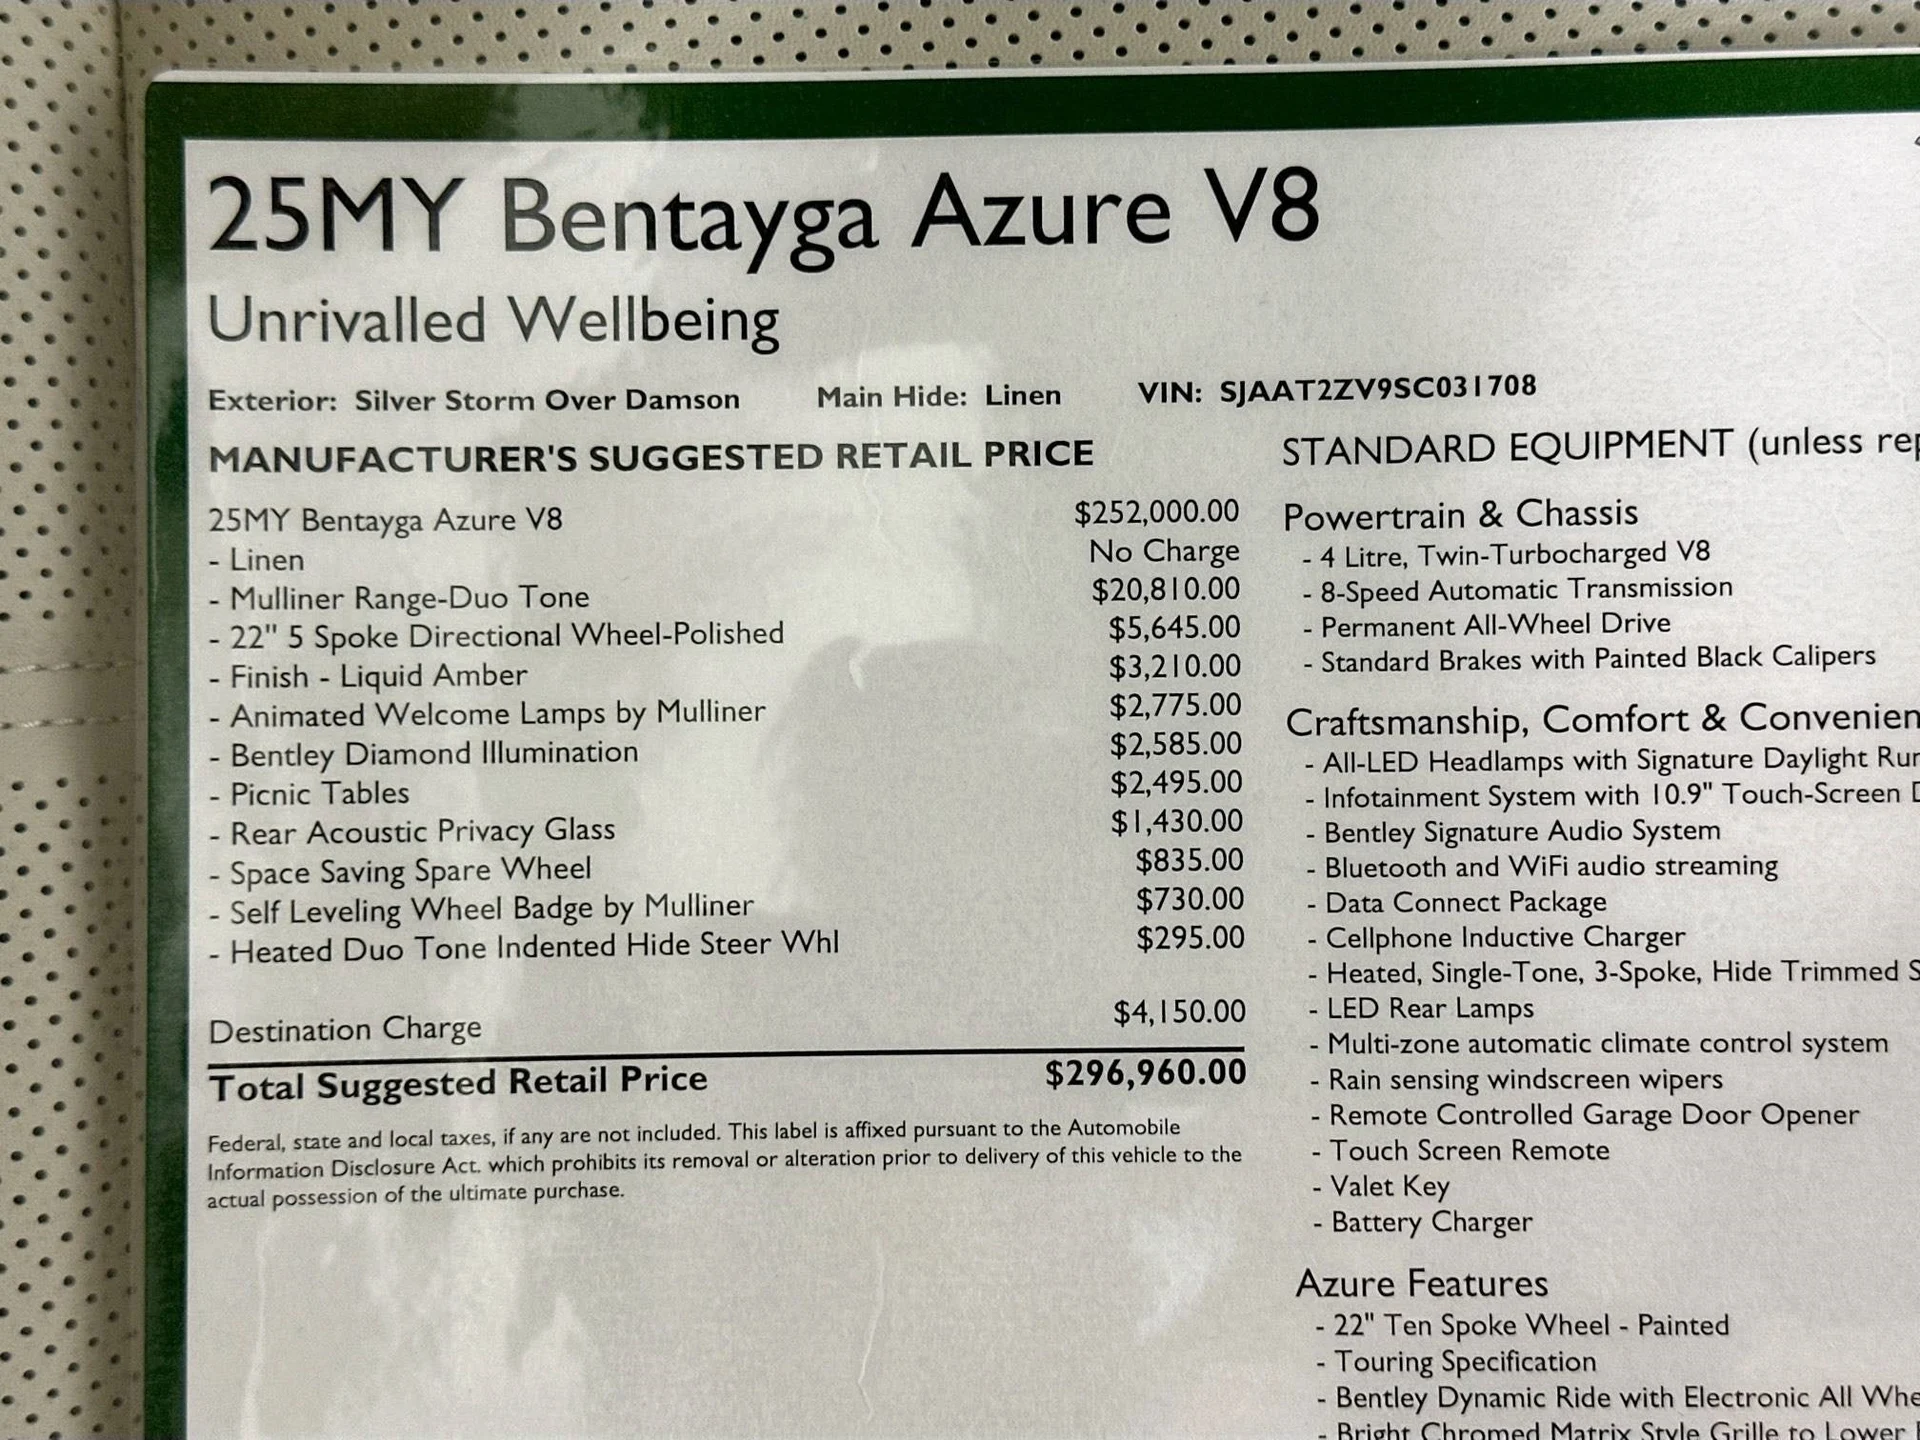 25MY Bentayga Azure V8
Unrivalled Wellbeing
Exterior: Silver Storm Over Damson Main Hide: Linen VIN: SJAAT2ZV9SC031708
MANUFACTURER'S SUGGESTED RETAIL PRICE
25MY Bentayga Azure V8 $252,000.00
- Linen No Charge
- Mulliner Range-Duo Tone $20,810.00
- 22" 5 Spoke Directional Wheel-Polished $5,645.00
- Finish - Liquid Amber $3,210.00
- Animated Welcome Lamps by Mulliner $2,775.00
- Bentley Diamond Illumination $2,585.00
- Picnic Tables $2,495.00
- Rear Acoustic Privacy Glass $1,430.00
- Space Saving Spare Wheel $835.00
- Self Leveling Wheel Badge by Mulliner $730.00
- Heated Duo Tone Indented Hide Steer Whl $295.00
Destination Charge $4,150.00
Total Suggested Retail Price $296,960.00
Federal, state and local taxes, if any are not included. This label is affixed pursuant to the Automobile
Information Disclosure Act. which prohibits its removal or alteration prior to delivery of this vehicle to the
actual possession of the ultimate purchase.
STANDARD EQUIPMENT (unless
Powertrain & Chassis
- 4 Litre, Twin-Turbocharged V8
- 8-Speed Automatic Transmission
- Permanent All-Wheel Drive
- Standard Brakes with Painted Black Calipers
Craftsmanship, Comfort &
- All-LED Headlamps with Signature Daylight
- Infotainment System with 10.9" Touch-Screen
- Bentley Signature Audio System
- Bluetooth and WiFi audio streaming
- Data Connect Package
- Cellphone Inductive Charger
- Heated, Single-Tone, 3-Spoke, Hide Trimmed
- LED Rear Lamps
- Multi-zone automatic climate control system
- Rain sensing windscreen wipers
- Remote Controlled Garage Door Opener
- Touch Screen Remote
- Valet Key
- Battery Charger
Azure Features
- 22" Ten Spoke Wheel - Painted
- Touring Specification
- Bentley Dynamic Ride with Electronic All
- Bright Chromed Matrix Style Grille to Lower